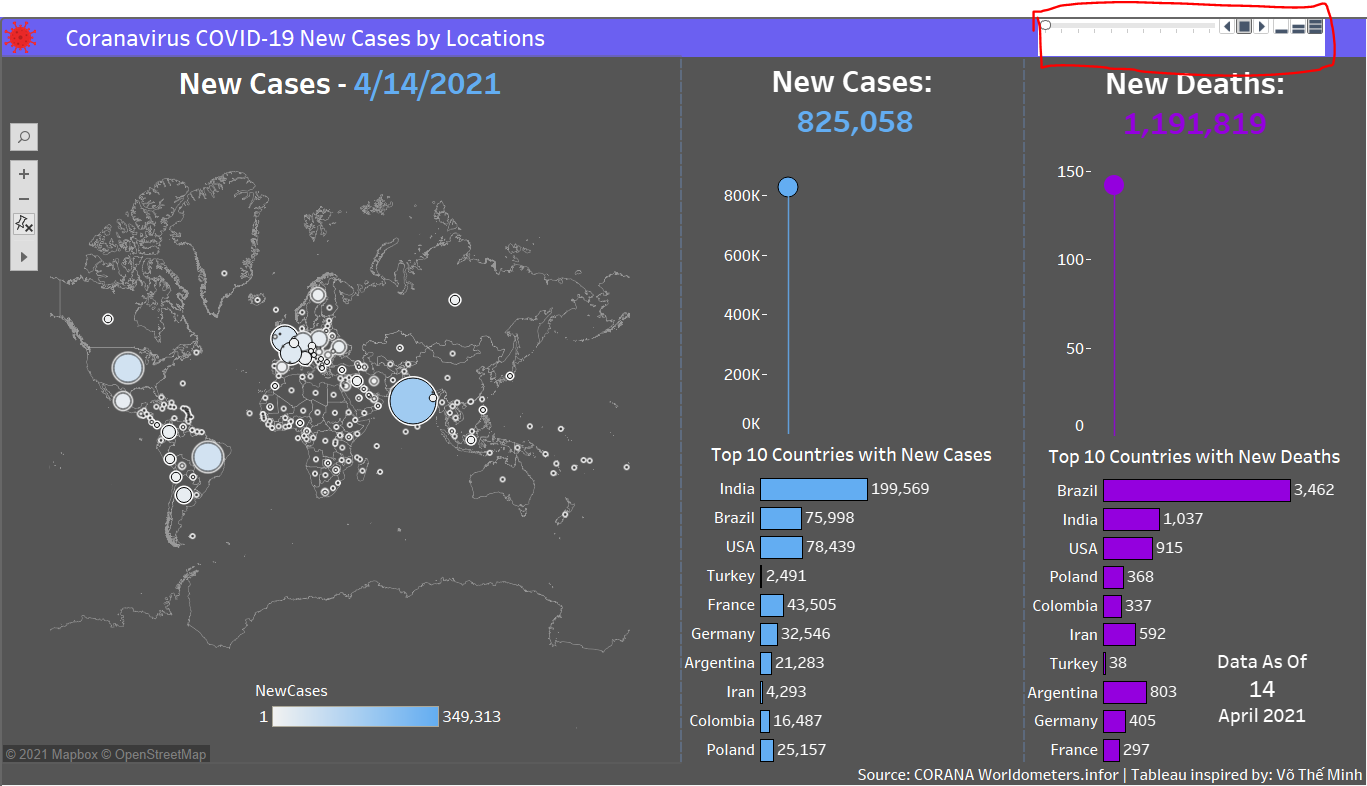 Coranavirus COVID-19 New Cases by Locations
New Cases - 4/14/2021
New Cases:
825,058
New Deaths:
1,191,819
800K
600K
400K
200K
0K
150
100
50
0
Top 10 Countries with New Cases
India 199,569
Brazil 75,998
USA 78,439
Turkey 2,491
France 43,505
Germany 32,546
Argentina 21,283
Iran 4,293
Colombia 16,487
Poland 25,157
Top 10 Countries with New Deaths
Brazil 3,462
India 1,037
USA 915
Poland 368
Colombia 337
Iran 592
Turkey 38
Argentina 803
Germany 405
France 297
Data As Of
14
April 2021
NewCases
1 349,313
© 2021 Mapbox © OpenStreetMap
Source: CORANA Worldometers.infor | Tableau inspired by: Võ Thế Minh